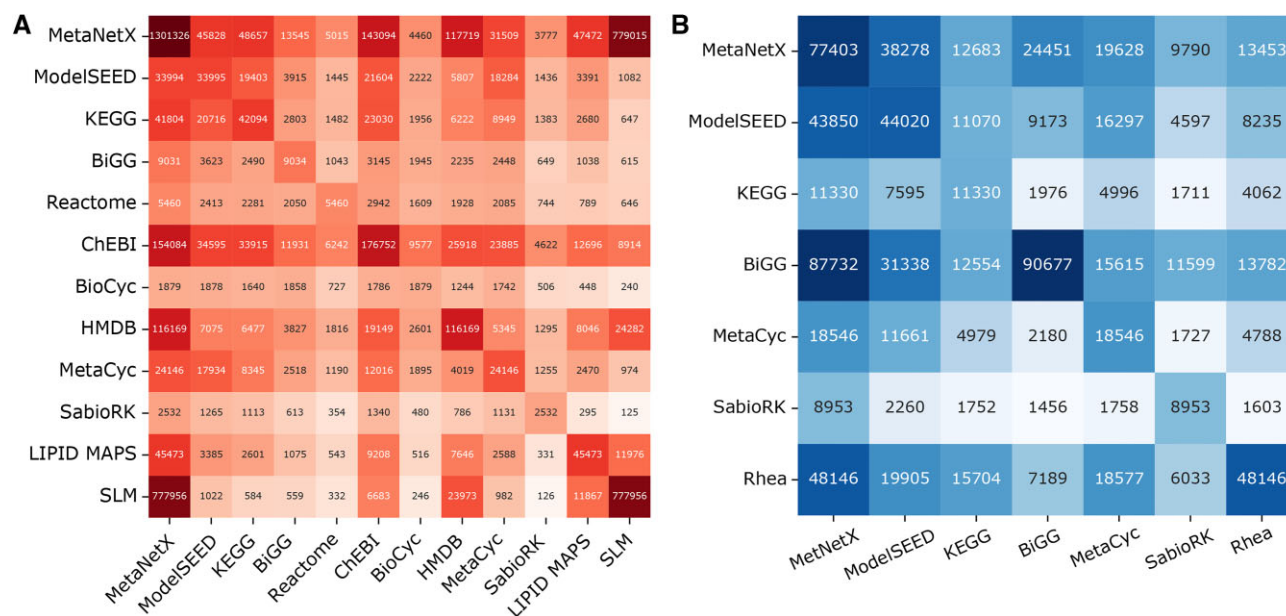 A
MetaNetX 1301326 45828 48657 13545 5015 143094 4460 117719 31509 3777 47472 779015
ModelSEED 33994 33995 19403 3915 1445 21604 2222 5807 18284 1436 3391 1082
KEGG 41804 20716 42094 2803 1482 23030 1956 6222 8949 1383 2680 647
BiGG 9031 3623 2490 9034 1043 3145 1945 2235 2448 649 1038 615
Reactome 5460 2413 2281 2050 5460 2942 1609 1928 2085 744 789 646
ChEBI 154084 34595 33915 11931 6242 176752 9577 25918 23885 4622 12696 8914
BioCyc 1879 1878 1640 1858 727 1786 1879 1244 1742 506 448 240
HMDB 116169 7075 6477 3827 1816 19149 2601 116169 5345 1295 8046 24282
MetaCyc 24146 17934 8345 2518 1190 12016 1895 4019 24146 1255 2470 974
SabioRK 2532 1265 1113 613 354 1340 480 786 1131 2532 295 125
LIPID MAPS 45473 3385 2601 1075 543 9208 516 7646 2588 331 45473 11976
SLM 777956 1022 584 559 332 6683 246 23973 982 126 11867 777956
MetaNetX ModelSEED KEGG BiGG Reactome ChEBI BioCyc HMDB MetaCyc SabioRK LIPID MAPS SLM
B
MetaNetX 77403 38278 12683 24451 19628 9790 13453
ModelSEED 43850 44020 11070 9173 16297 4597 8235
KEGG 11330 7595 11330 1976 4996 1711 4062
BiGG 87732 31338 12554 90677 15615 11599 13782
MetaCyc 18546 11661 4979 2180 18546 1727 4788
SabioRK 8953 2260 1752 1456 1758 8953 1603
Rhea 48146 19905 15704 7189 18577 6033 48146
MetNetX ModelSEED KEGG BiGG MetaCyc SabioRK Rhea